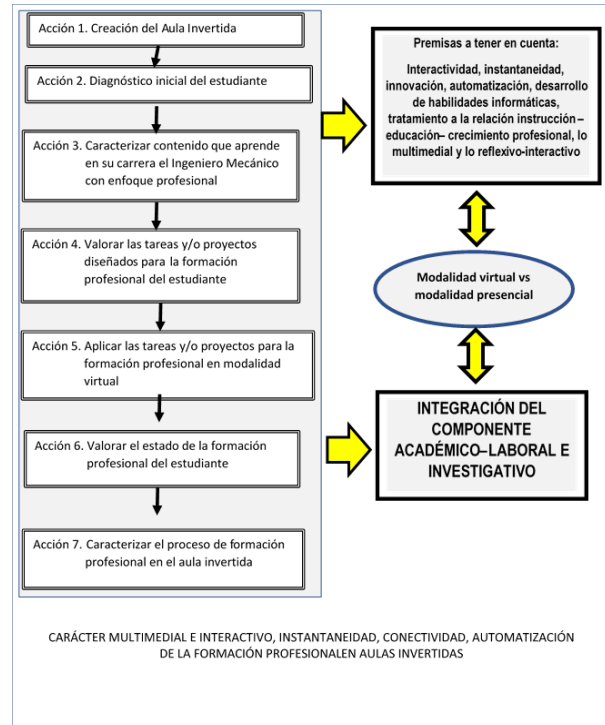 Acción 1. Creación del Aula Invertida
Acción 2. Diagnóstico inicial del estudiante
Acción 3. Caracterizar contenido que aprende
en su carrera el Ingeniero Mecánico
con enfoque profesional
Acción 4. Valorar las tareas y/o proyectos
diseñados para la formación
profesional del estudiante
Acción 5. Aplicar las tareas y/o proyectos para la
formación profesional en modalidad
virtual
Acción 6. Valorar el estado de la formación
profesional del estudiante
Acción 7. Caracterizar el proceso de formación
profesional en el aula invertida
Premisas a tener en cuenta:
Interactividad, instantaneidad,
innovación, automatización, desarrollo
de habilidades informáticas,
tratamiento a la relación instrucción–
educación– crecimiento profesional, lo
multimedial y lo reflexivo-interactivo
Modalidad virtual vs
modalidad presencial
INTEGRACIÓN DEL
COMPONENTE
ACADÉMICO–LABORAL E
INVESTIGATIVO
CARÁCTER MULTIMEDIAL E INTERACTIVO, INSTANTANEIDAD, CONECTIVIDAD, AUTOMATIZACIÓN
DE LA FORMACIÓN PROFESIONALEN AULAS INVERTIDAS